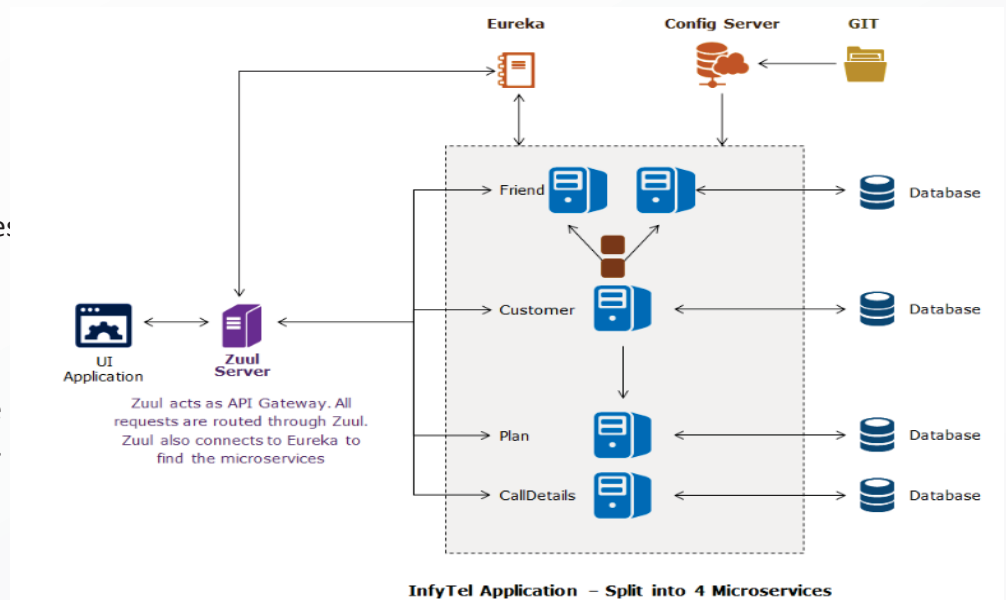 Eureka
Config Server
GIT
Friend
Database
es
Customer
Database
UI
Application
Zuul
Server
Zuul acts as API Gateway. All
requests are routed through Zuul.
Zuul also connects to Eureka to
find the microservices
Plan
Database
CallDetails
Database
InfyTel Application – Split into 4 Microservices